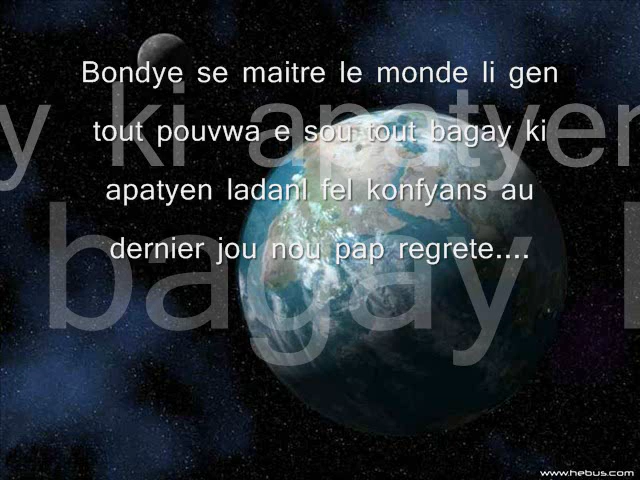 Bondye se maitre le monde li gen
tout pouvwa e sou tout bagay ki
apatyen ladanl fel konfyans au
dernier jou nou pap regrete....
y ki apatyen
bagay
www.hebus.com